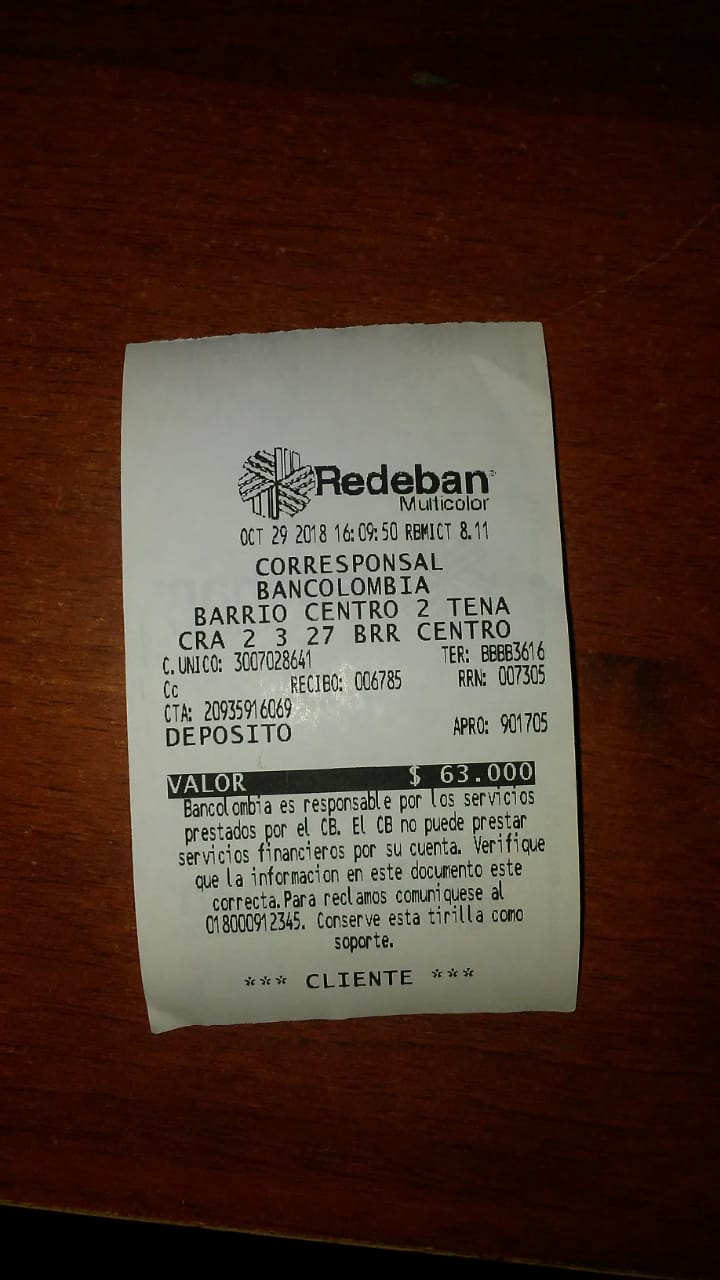 Redeban
Multicolor
OCT 29 2018 16:09:50 RBMICT 8.11
CORRESPONSAL
BANCOLOMBIA
BARRIO CENTRO 2 TENA
CRA 2 3 27 BRR CENTRO
C.UNICO: 3007028641 TER: BBBB3616
Cc RECIBO: 006785 RRN: 007305
CTA: 20935916069
DEPOSITO APRO: 901705
VALOR $ 63.000
Bancolombia es responsable por los servicios
prestados por el CB. El CB no puede prestar
servicios financieros por su cuenta. Verifique
que la informacion en este documento este
correcta.Para reclamos comuniquese al
018000912345. Conserve esta tirilla como
soporte.
*** CLIENTE ***